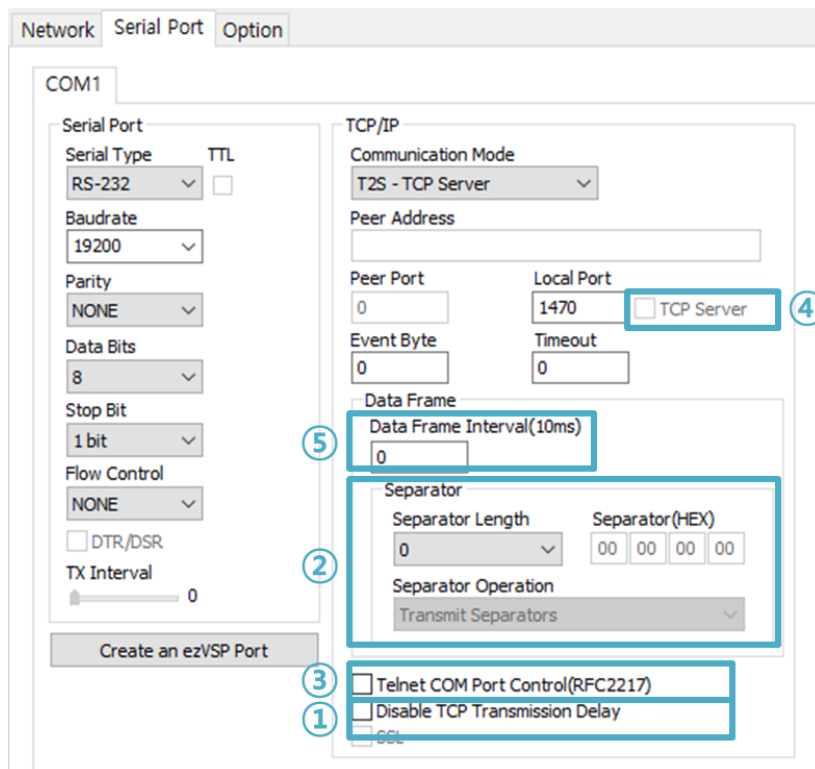 Network Serial Port Option
COM1
Serial Port
Serial Type TTL
RS-232
Baudrate
19200
Parity
NONE
Data Bits
8
Stop Bit
1 bit
Flow Control
NONE
DTR/DSR
TX Interval
0
Create an ezVSP Port
TCP/IP
Communication Mode
T2S - TCP Server
Peer Address
Peer Port Local Port
0 1470 TCP Server ④
Event Byte Timeout
0 0
Data Frame
⑤ Data Frame Interval(10ms)
0
② Separator
Separator Length Separator(HEX)
0 00 00 00 00
Separator Operation
Transmit Separators
③ Telnet COM Port Control(RFC2217)
① Disable TCP Transmission Delay
SSL